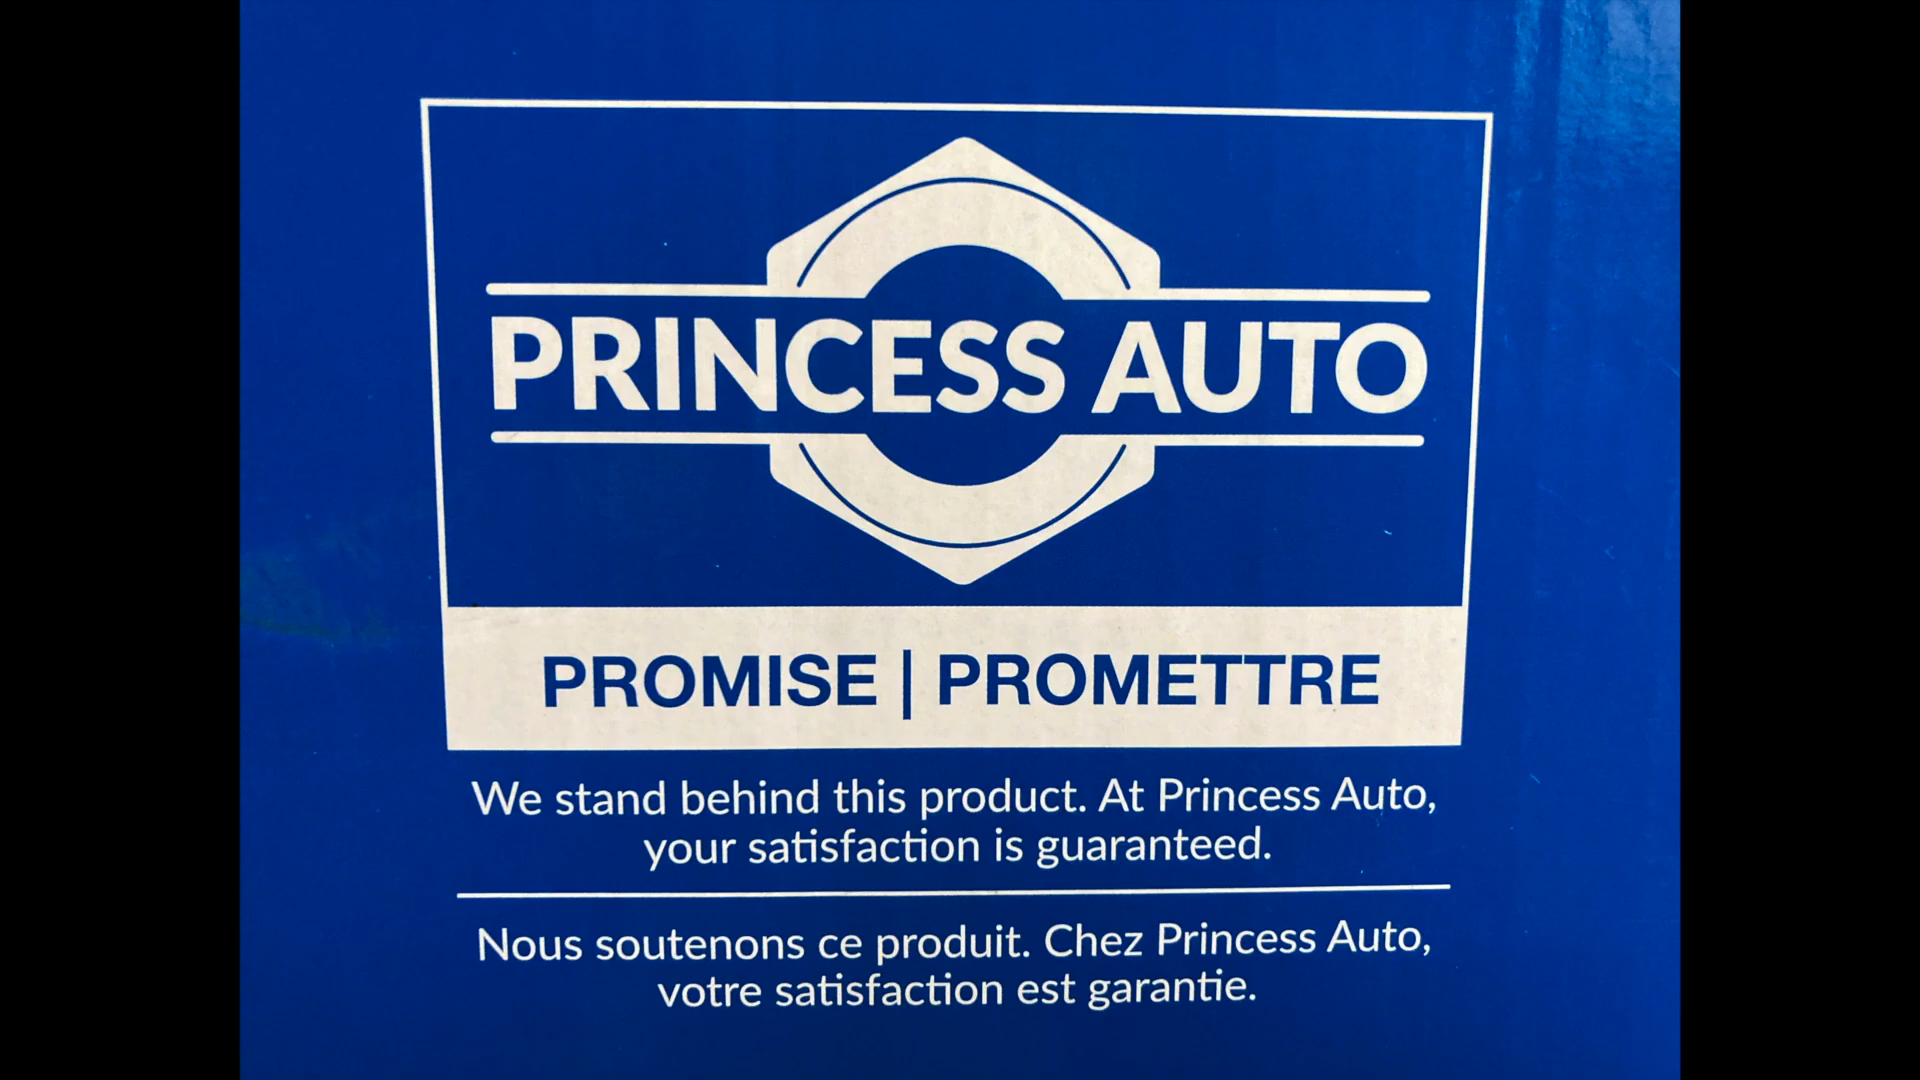 PRINCESS AUTO
PROMISE | PROMETTRE
We stand behind this product. At Princess Auto,
your satisfaction is guaranteed.
Nous soutenons ce produit. Chez Princess Auto,
votre satisfaction est garantie.